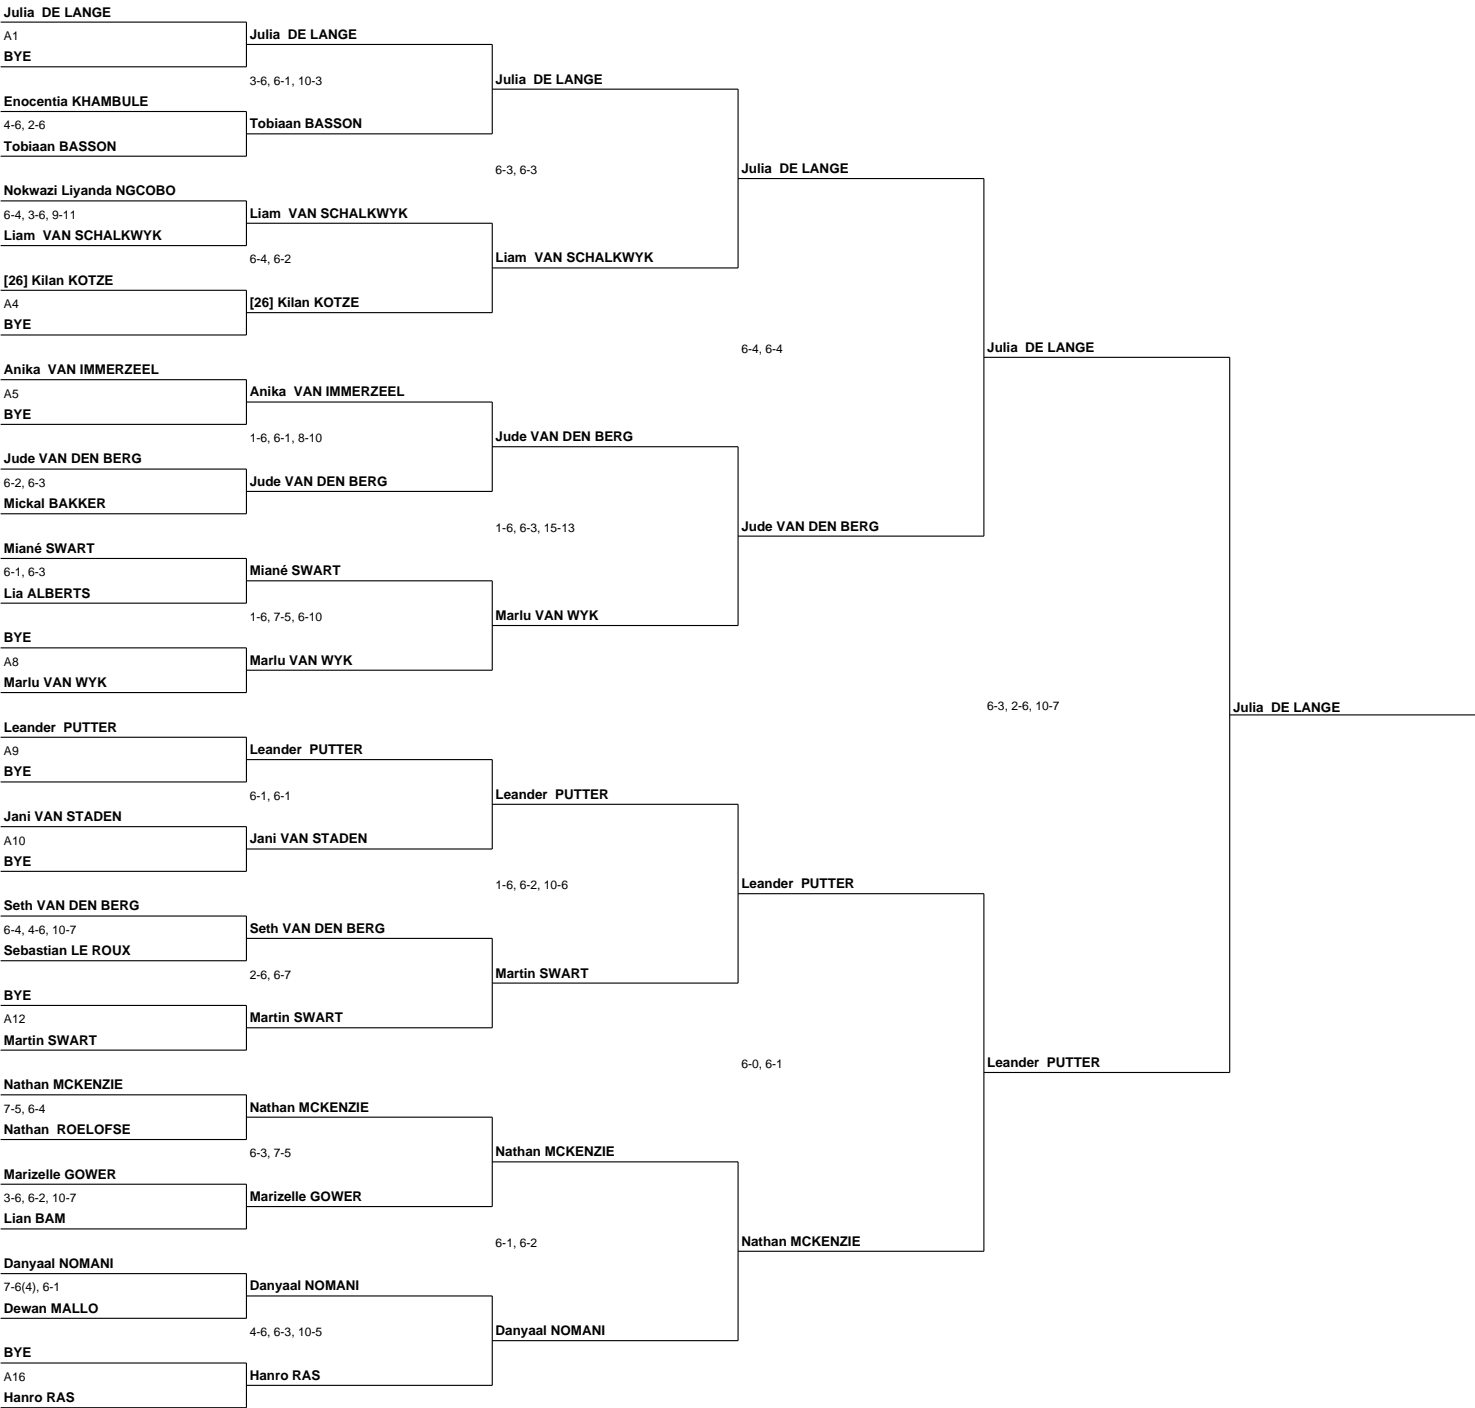 Julia DE LANGE
A1
BYE
Enocentia KHAMBULE
4-6, 2-6
Tobiaan BASSON
Nokwazi Liyanda NGCOBO
6-4, 3-6, 9-11
Liam VAN SCHALKWYK
[26] Kilan KOTZE
A4
BYE
Anika VAN IMMERZEEL
A5
BYE
Jude VAN DEN BERG
6-2, 6-3
Mickal BAKKER
Miané SWART
6-1, 6-3
Lia ALBERTS
BYE
A8
Marlu VAN WYK
Leander PUTTER
A9
BYE
Jani VAN STADEN
A10
BYE
Seth VAN DEN BERG
6-4, 4-6, 10-7
Sebastian LE ROUX
BYE
A12
Martin SWART
Nathan MCKENZIE
7-5, 6-4
Nathan ROELOFSE
Marizelle GOWER
3-6, 6-2, 10-7
Lian BAM
Danyaal NOMANI
7-6(4), 6-1
Dewan MALLO
BYE
A16
Hanro RAS
Julia DE LANGE
3-6, 6-1, 10-3
Tobiaan BASSON
Liam VAN SCHALKWYK
6-4, 6-2
[26] Kilan KOTZE
Anika VAN IMMERZEEL
1-6, 6-1, 8-10
Jude VAN DEN BERG
Miané SWART
1-6, 7-5, 6-10
Marlu VAN WYK
Leander PUTTER
6-1, 6-1
Jani VAN STADEN
Seth VAN DEN BERG
2-6, 6-7
Martin SWART
Nathan MCKENZIE
6-3, 7-5
Marizelle GOWER
Danyaal NOMANI
4-6, 6-3, 10-5
Hanro RAS
Julia DE LANGE
6-3, 6-3
Liam VAN SCHALKWYK
Jude VAN DEN BERG
1-6, 6-3, 15-13
Marlu VAN WYK
Leander PUTTER
1-6, 6-2, 10-6
Martin SWART
Nathan MCKENZIE
6-1, 6-2
Danyaal NOMANI
Julia DE LANGE
6-4, 6-4
Jude VAN DEN BERG
Leander PUTTER
6-0, 6-1
Nathan MCKENZIE
Julia DE LANGE
6-3, 2-6, 10-7
Leander PUTTER
Julia DE LANGE